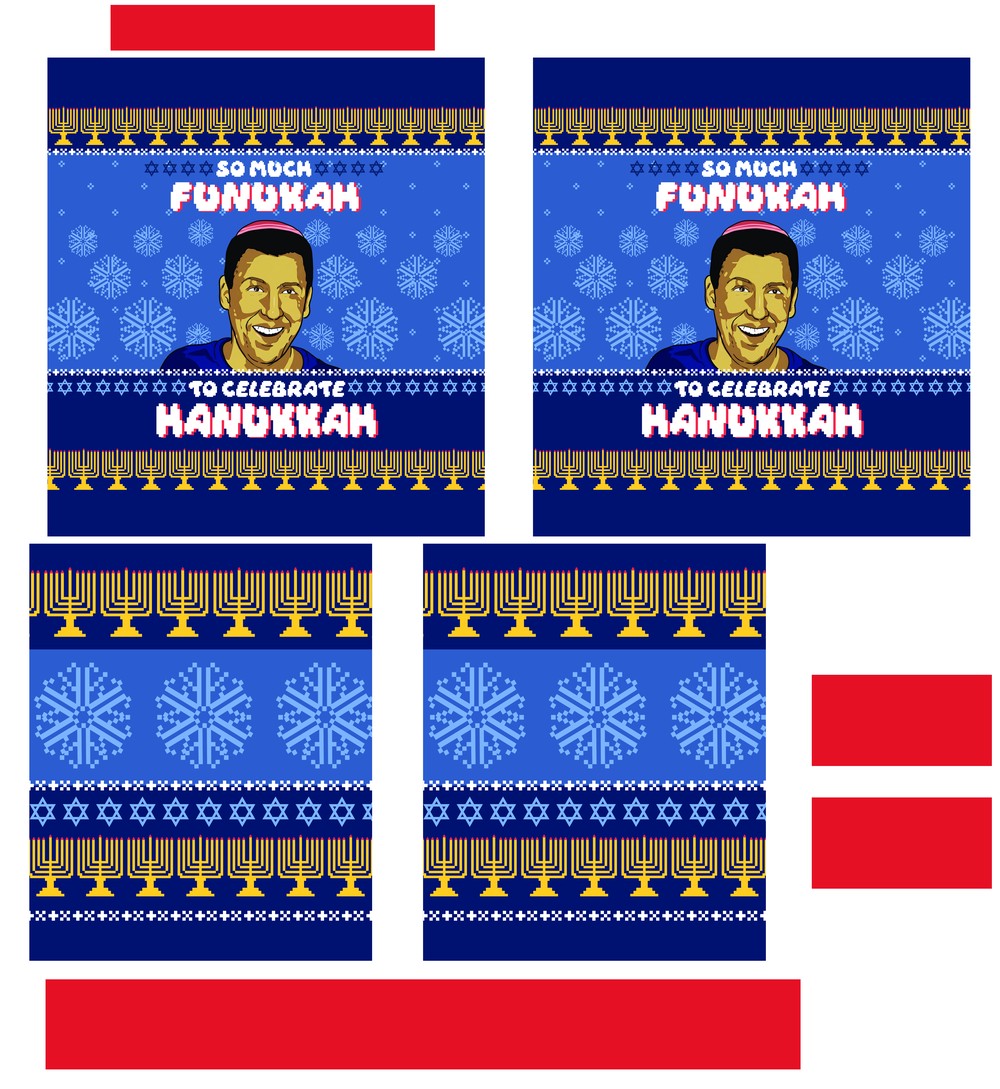 SO MUCH
FUNUKAH
TO CELEBRATE
HANUKKAH
SO MUCH
FUNUKAH
TO CELEBRATE
HANUKKAH